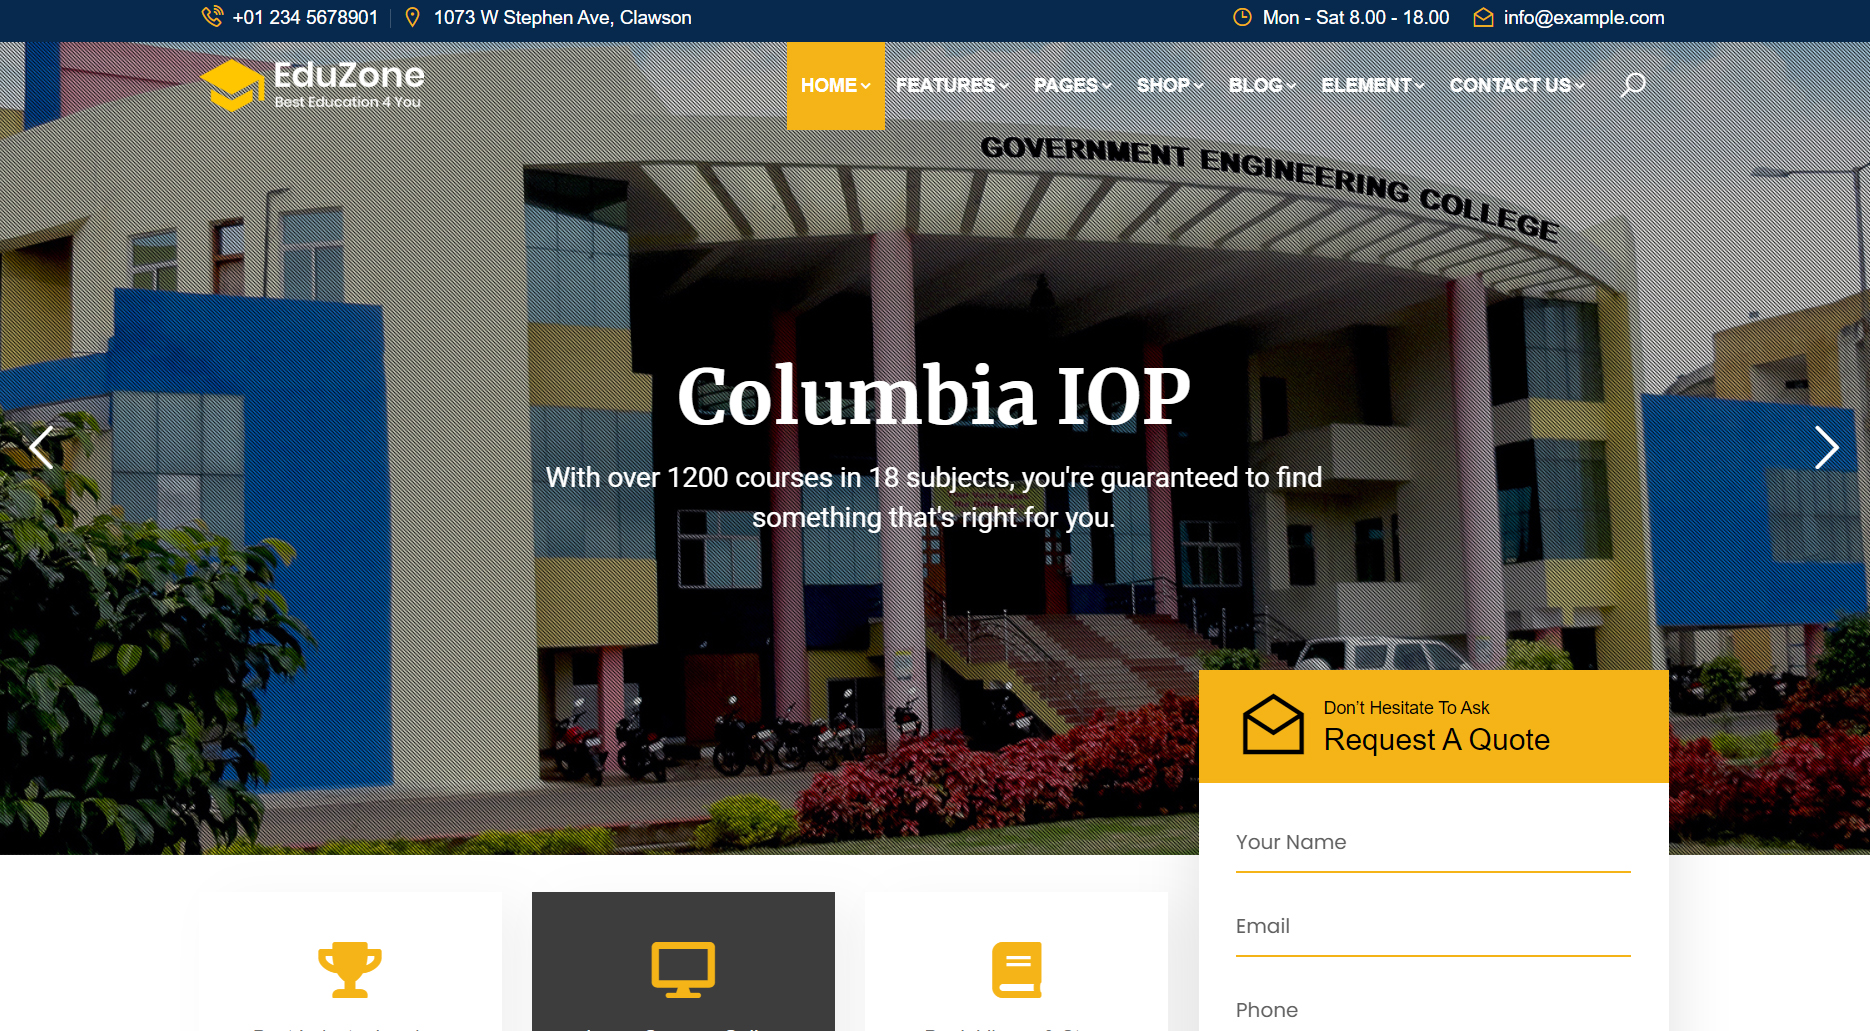 +01 234 5678901
1073 W Stephen Ave, Clawson
Mon - Sat 8.00 - 18.00
info@example.com
EduZone
Best Education 4 You
HOME
FEATURES
PAGES
SHOP
BLOG
ELEMENT
CONTACT US
GOVERNMENT ENGINEERING COLLEGE
Columbia IOP
With over 1200 courses in 18 subjects, you're guaranteed to find
something that's right for you.
Don't Hesitate To Ask
Request A Quote
Your Name
Email
Phone